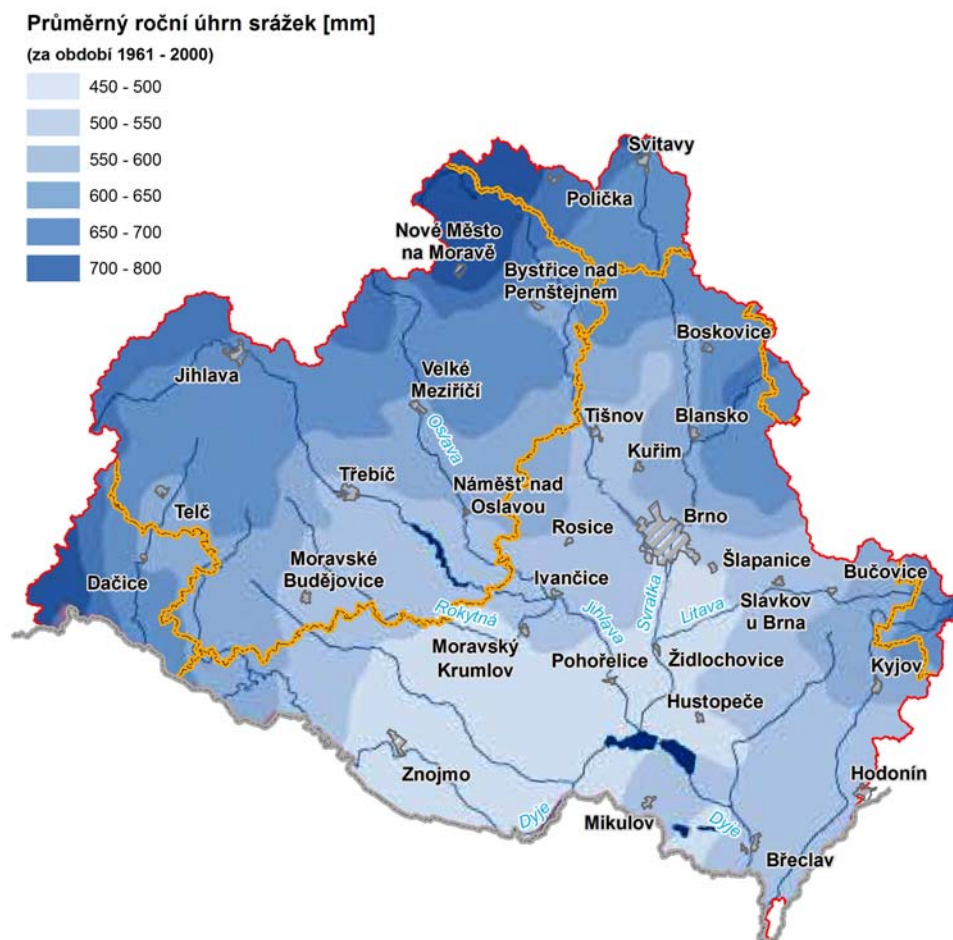 Průměrný roční úhrn srážek [mm]
(za období 1961 - 2000)
450 - 500
500 - 550
550 - 600
600 - 650
650 - 700
700 - 800
Svitavy
Polička
Nové Město
na Moravě
Bystřice nad
Pernštejnem
Boskovice
Jihlava
Velké
Meziříčí
Oslava
Tišnov
Blansko
Kuřim
Třebíč
Náměšť nad
Oslavou
Telč
Rosice
Brno
Dačice
Moravské
Budějovice
Ivančice
Šlapanice
Bučovice
Rokytná
Jihlava
Svratka
Litava
Slavkov
u Brna
Moravský
Krumlov
Pohořelice
Židlochovice
Kyjov
Hustopeče
Znojmo
Hodonín
Dyje
Mikulov
Dyje
Břeclav